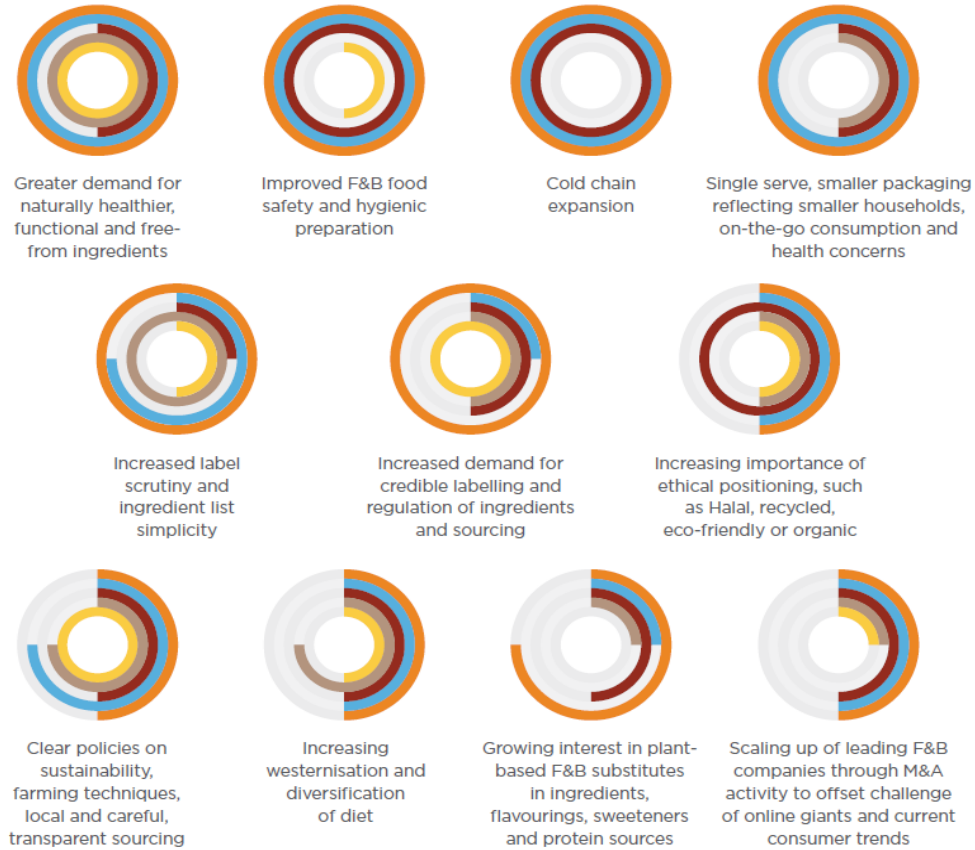 Greater demand for
naturally healthier,
functional and free-
from ingredients
Improved F&B food
safety and hygienic
preparation
Cold chain
expansion
Single serve, smaller packaging
reflecting smaller households,
on-the-go consumption and
health concerns
Increased label
scrutiny and
ingredient list
simplicity
Increased demand for
credible labelling and
regulation of ingredients
and sourcing
Increasing importance of
ethical positioning, such
as Halal, recycled,
eco-friendly or organic
Clear policies on
sustainability,
farming techniques,
local and careful,
transparent sourcing
Increasing
westernisation and
diversification
of diet
Growing interest in plant-
based F&B substitutes
in ingredients,
flavourings, sweeteners
and protein sources
Scaling up of leading F&B
companies through M&A
activity to offset challenge
of online giants and current
consumer trends